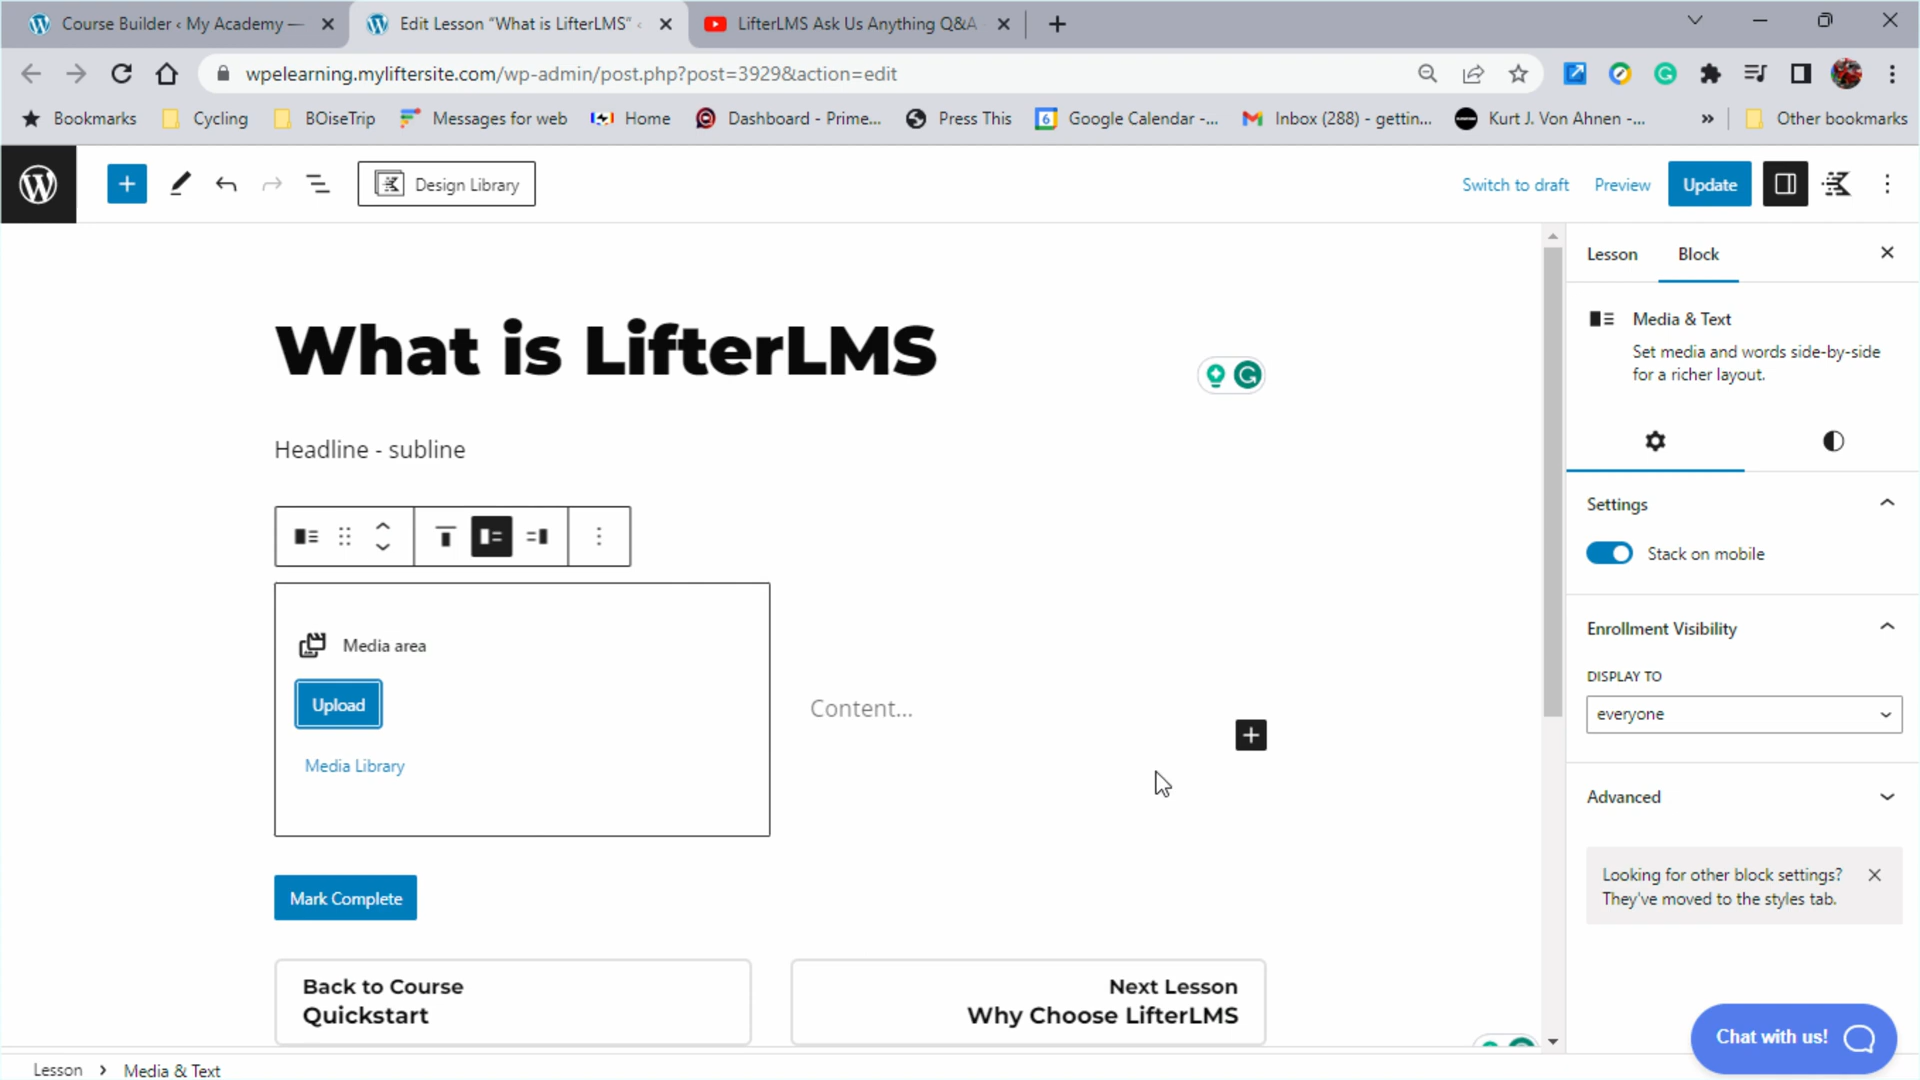 Course Builder ‹ My Academy —
Edit Lesson “What is LifterLMS” ‹
LifterLMS Ask Us Anything Q&A
wpelearning.myliftersite.com/wp-admin/post.php?post=3929&action=edit
Bookmarks
Cycling
BOiseTrip
Messages for web
Home
Dashboard - Prime...
Press This
6
Google Calendar -...
Inbox (288) - gettin...
Kurt J. Von Ahnen -...
»
Other bookmarks
Design Library
Switch to draft
Preview
Update
What is LifterLMS
Headline - subline
Media area
Upload
Media Library
Content...
Mark Complete
Back to Course
Quickstart
Next Lesson
Why Choose LifterLMS
Lesson
Block
Media & Text
Set media and words side-by-side
for a richer layout.
Settings
Stack on mobile
Enrollment Visibility
DISPLAY TO
everyone
Advanced
Looking for other block settings?
They've moved to the styles tab.
Chat with us!
Lesson › Media & Text